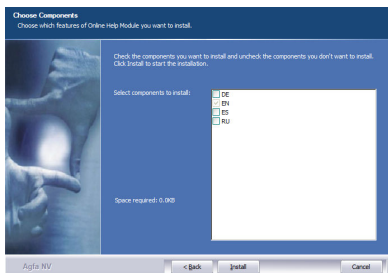 Choose Components
Choose which features of Online Help Module you want to install.
Check the components you want to install and uncheck the components you don't want to install.
Click Install to start the installation.
Select components to install:
DE
EN
ES
RU
Space required: 0.0KB
Agfa NV
< Back
Install
Cancel